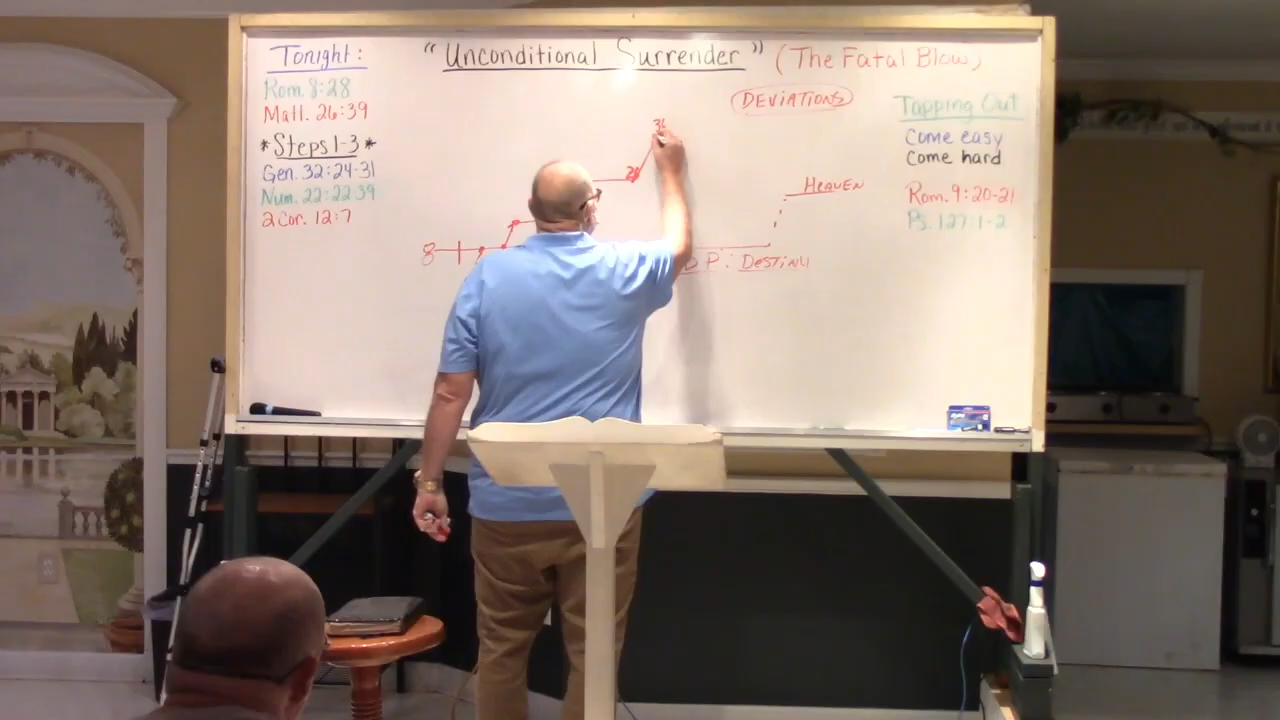 Tonight:
Rom. 8:28
Matt. 26:39
*Steps 1-3*
Gen. 32:24-31
Num. 22:22-39
2 Cor. 12:7
"Unconditional Surrender" (The Fatal Blow)
DEVIATIONS
28
HEAVEN
8
D P: DESTINY
Tapping Out
Come easy
Come hard
Rom. 9:20-21
Ps. 127:1-2